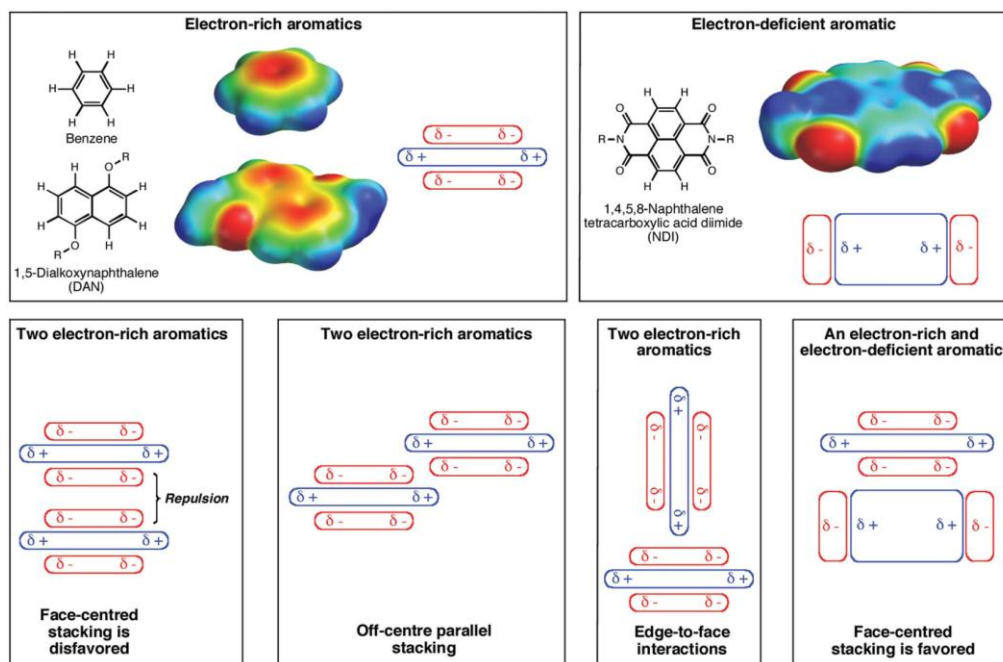 Electron-rich aromatics
H H
H H
H H
Benzene
R
O
H
H H
H H
O H
R
1,5-Dialkoxynaphthalene
(DAN)
δ - δ -
δ + δ +
δ - δ -
Electron-deficient aromatic
H H
O O
R-N N-R
O O
H H
1,4,5,8-Naphthalene
tetracarboxylic acid diimide
(NDI)
δ - δ + δ + δ -
Two electron-rich aromatics
δ - δ -
δ + δ +
δ - δ -
Repulsion
δ - δ -
δ + δ +
δ - δ -
Face-centred
stacking is
disfavored
Two electron-rich aromatics
δ - δ -
δ + δ +
δ - δ -
δ - δ -
δ + δ +
δ - δ -
Off-centre parallel
stacking
Two electron-rich
aromatics
δ +
δ - δ -
δ - δ -
δ +
δ - δ -
δ + δ +
δ - δ -
Edge-to-face
interactions
An electron-rich and
electron-deficient aromatic
δ - δ -
δ + δ +
δ - δ -
δ - δ + δ + δ -
Face-centred
stacking is favored